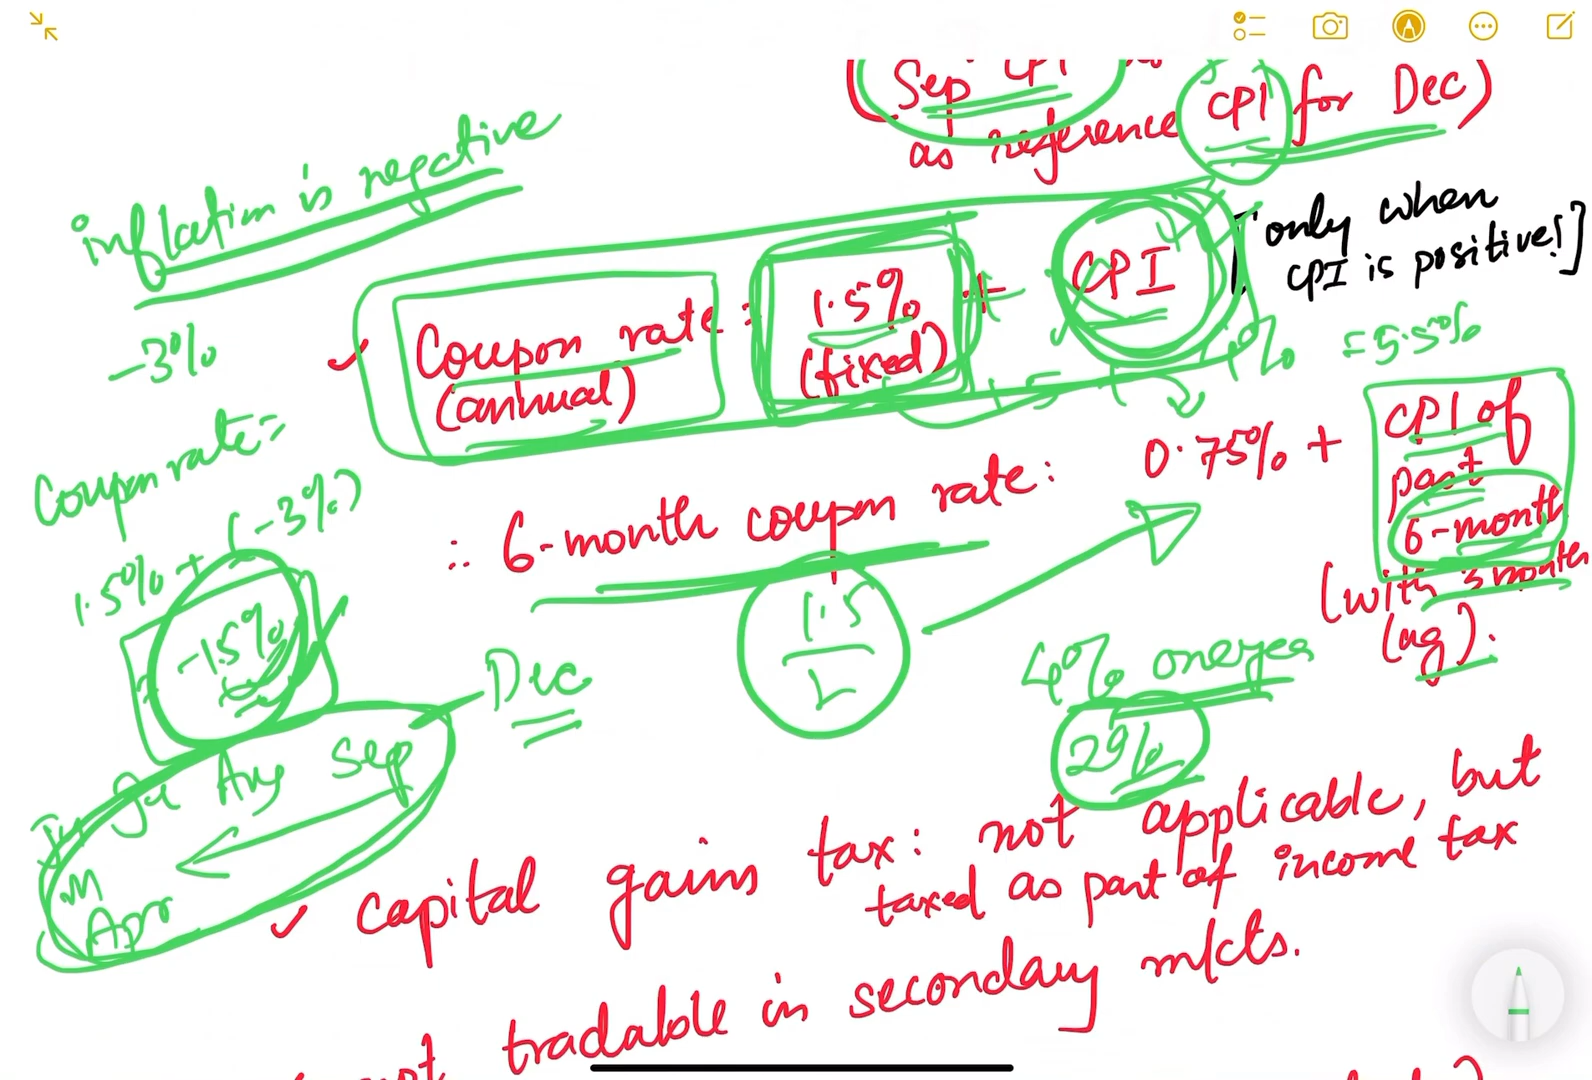 (Sep CPI
as reference CPI for Dec)
inflation is negative
[only when
CPI is positive!]
-3%
Coupon rate = 1.5% + CPI
(annual) (fixed)
4% = 5.5%
Coupon rate =
1.5% + (-3%)
-1.5%
∴ 6-month coupon rate: 0.75% + CPI of
past
6-month
(with 3 month
lag).
1.5
2
4% one year
2%
Dec
Sep Aug
Apr
capital gains tax: not applicable, but
taxed as part of income tax
not tradable in secondary mkts.